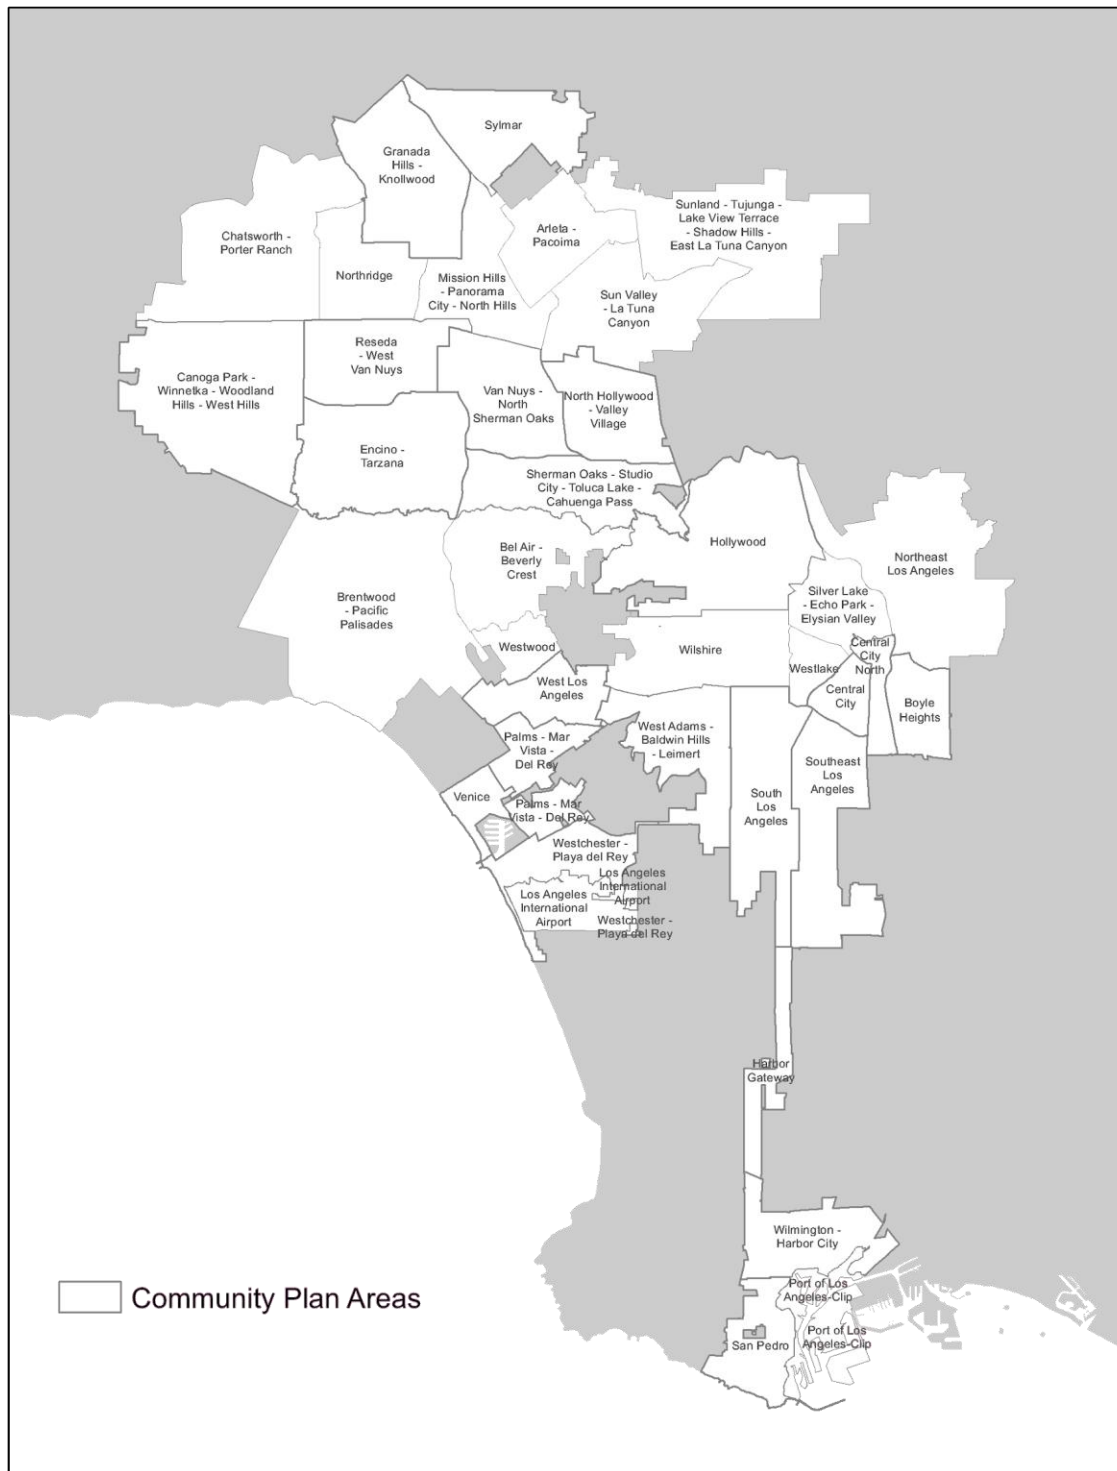 Sylmar
Granada
Hills -
Knollwood
Sunland - Tujunga -
Lake View Terrace
- Shadow Hills -
East La Tuna Canyon
Arleta -
Pacoima
Chatsworth -
Porter Ranch
Northridge
Mission Hills
- Panorama
City - North Hills
Sun Valley
- La Tuna
Canyon
Reseda
- West
Van Nuys
Canoga Park -
Winnetka - Woodland
Hills - West Hills
Van Nuys -
North
Sherman Oaks
North Hollywood
- Valley
Village
Encino -
Tarzana
Sherman Oaks - Studio
City - Toluca Lake -
Cahuenga Pass
Bel Air -
Beverly
Crest
Hollywood
Northeast
Los Angeles
Brentwood
- Pacific
Palisades
Silver Lake
- Echo Park -
Elysian Valley
Westwood
Wilshire
Central
City
North
Westlake
West Los
Angeles
Central
City
Boyle
Heights
West Adams -
Baldwin Hills
- Leimert
Palms - Mar
Vista -
Del Rey
Southeast
Los
Angeles
Venice
Palms - Mar
Vista - Del Rey
South
Los
Angeles
Westchester -
Playa del Rey
Los Angeles
International
Airport
Los Angeles
International
Airport
Westchester -
Playa del Rey
Harbor
Gateway
Wilmington -
Harbor City
Port of Los
Angeles-Clip
Port of Los
Angeles-Clip
San Pedro
Community Plan Areas